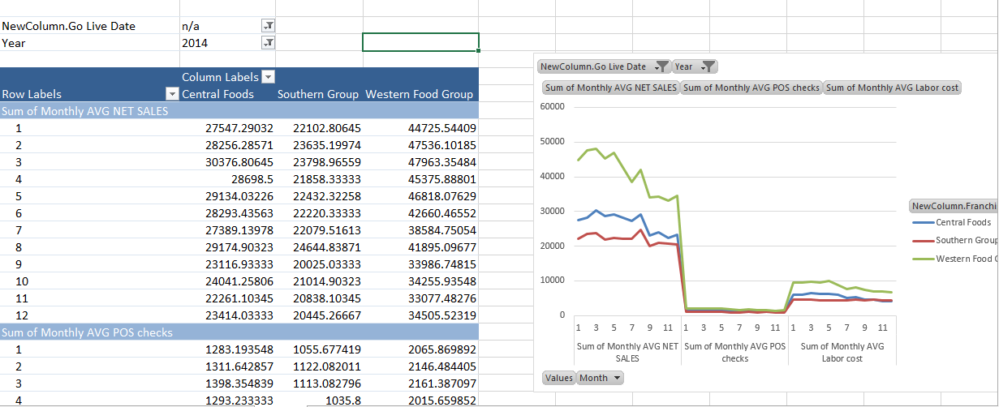 NewColumn.Go Live Date n/a
Year 2014
Column Labels
Row Labels Central Foods Southern Group Western Food Group
Sum of Monthly AVG NET SALES
1 27547.29032 22102.80645 44725.54409
2 28256.28571 23635.19974 47536.10185
3 30376.80645 23798.96559 47963.35484
4 28698.5 21858.33333 45375.88801
5 29134.03226 22432.32258 46818.07629
6 28293.43563 22220.33333 42660.46552
7 27389.13978 22079.51613 38584.75054
8 29174.90323 24644.83871 41895.09677
9 23116.93333 20025.03333 33986.74815
10 24041.25806 21014.90323 34255.93548
11 22261.10345 20838.10345 33077.48276
12 23414.03333 20445.26667 34505.52319
Sum of Monthly AVG POS checks
1 1283.193548 1055.677419 2065.869892
2 1311.642857 1122.082011 2146.484405
3 1398.354839 1113.082796 2161.387097
4 1293.233333 1035.8 2015.659852
NewColumn.Go Live Date Year
Sum of Monthly AVG NET SALES Sum of Monthly AVG POS checks Sum of Monthly AVG Labor cost
60000
50000
40000
30000
20000
10000
0
1 3 5 7 9 11 1 3 5 7 9 11 1 3 5 7 9 11
Sum of Monthly AVG NET Sum of Monthly AVG POS Sum of Monthly AVG
SALES checks Labor cost
Values Month
NewColumn.Franchi
Central Foods
Southern Group
Western Food